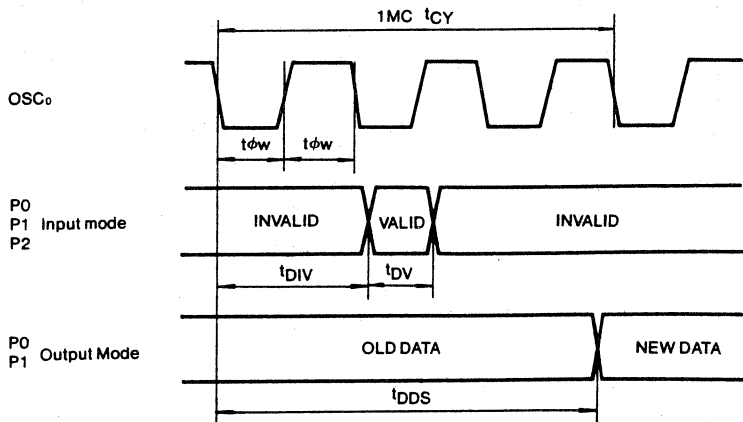 1MC tCY
OSC₀
tϕw tϕw
P0
P1 Input mode
P2
INVALID VALID INVALID
tDIV tDV
P0
P1 Output Mode
OLD DATA NEW DATA
tDDS